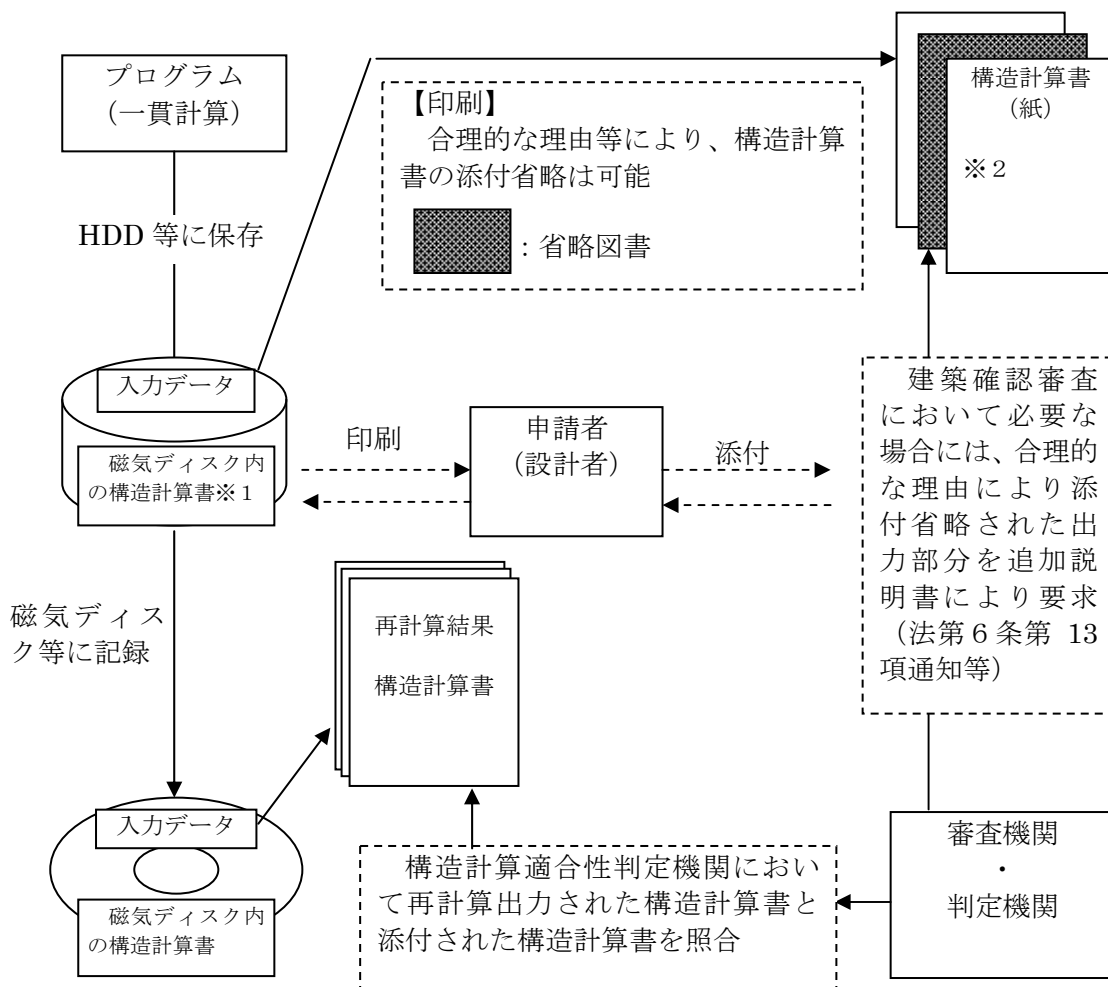 プログラム
（一貫計算）
【印刷】
合理的な理由等により、構造計算
書の添付省略は可能
：省略図書
構造計算書
（紙）
※２
HDD 等に保存
入力データ
磁気ディスク内
の構造計算書※１
印刷
申請者
（設計者）
添付
建築確認審査
において必要な
場合には、合理的
な理由により添
付省略された出
力部分を追加説
明書により要求
（法第６条第 13
項通知等）
磁気ディス
ク等に記録
再計算結果
構造計算書
入力データ
磁気ディスク内
の構造計算書
構造計算適合性判定機関におい
て再計算出力された構造計算書と
添付された構造計算書を照合
審査機関
・
判定機関